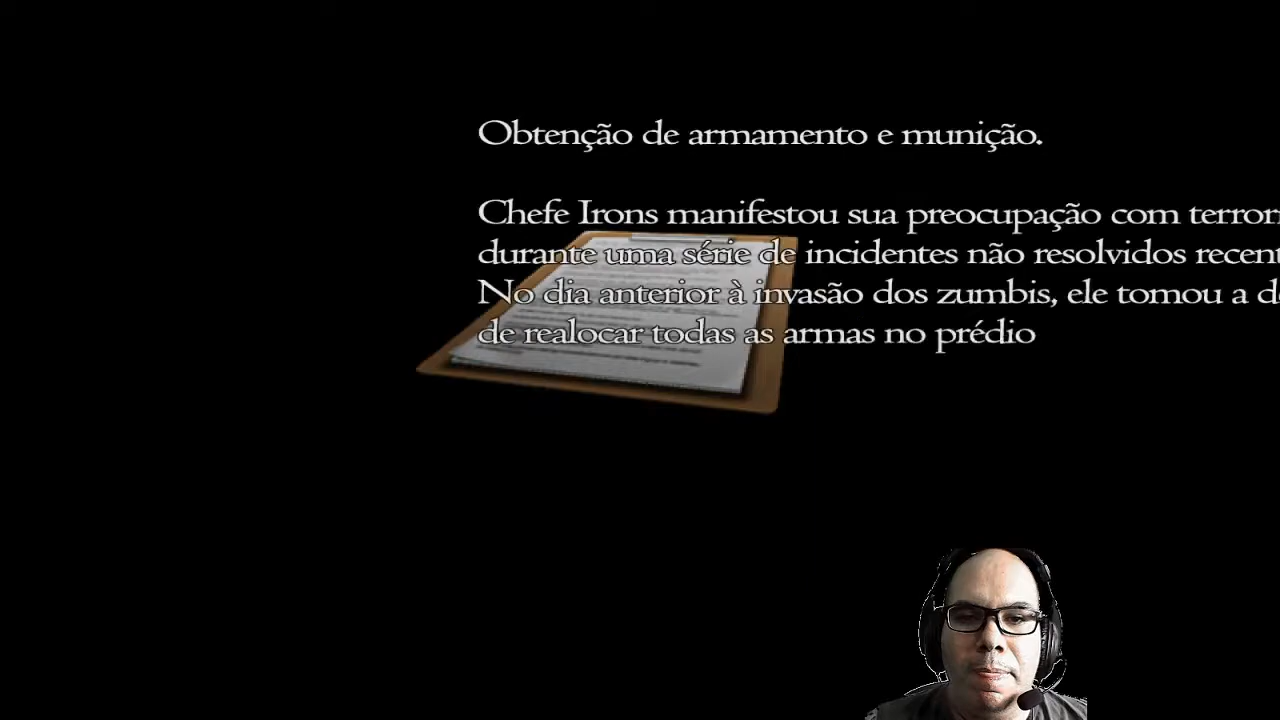 Obtenção de armamento e munição.
Chefe Irons manifestou sua preocupação com
durante uma série de incidentes não resolvidos
No dia anterior à invasão dos zumbis, ele tomou a
de realocar todas as armas no prédio